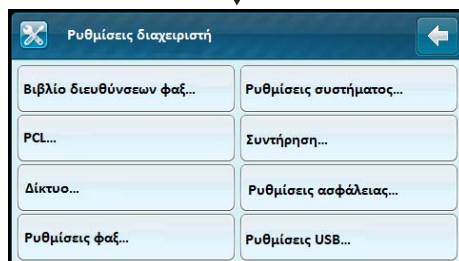 Ρυθμίσεις διαχειριστή
Βιβλίο διευθύνσεων φαξ... Ρυθμίσεις συστήματος...
PCL... Συντήρηση...
Δίκτυο... Ρυθμίσεις ασφάλειας...
Ρυθμίσεις φαξ... Ρυθμίσεις USB...